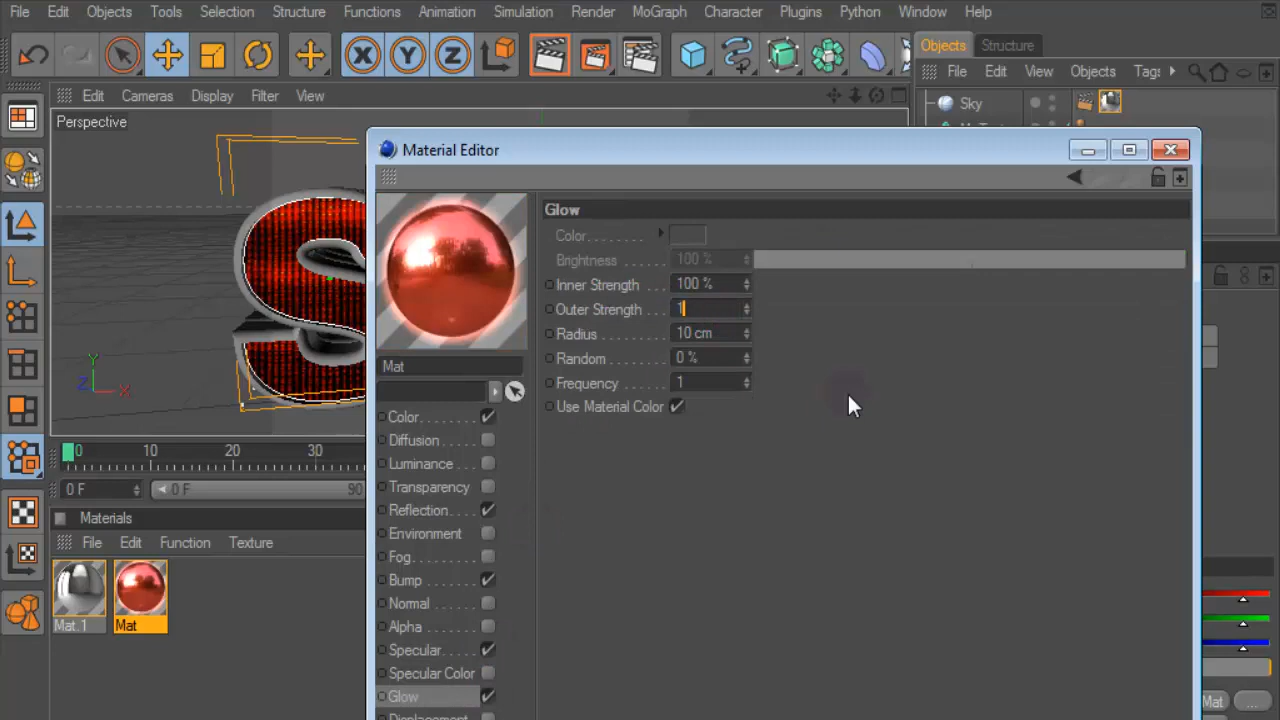 File Edit Objects Tools Selection Structure Functions Animation Simulation Render MoGraph Character Plugins Python Window Help
X Y Z
Objects Structure
File Edit View Objects Tags
Edit Cameras Display Filter View
Sky
Perspective
Material Editor
Glow
Color
Brightness 100 %
Inner Strength 100 %
Outer Strength 1
Radius 10 cm
Random 0 %
Frequency 1
Use Material Color
Mat
Color
Diffusion
Luminance
Transparency
Reflection
Environment
Fog
Bump
Normal
Alpha
Specular
Specular Color
Glow
Displacement
Y
Z X
0 10 20 30
0 F 0 F 90
Materials
File Edit Function Texture
Mat.1 Mat
Mat ...